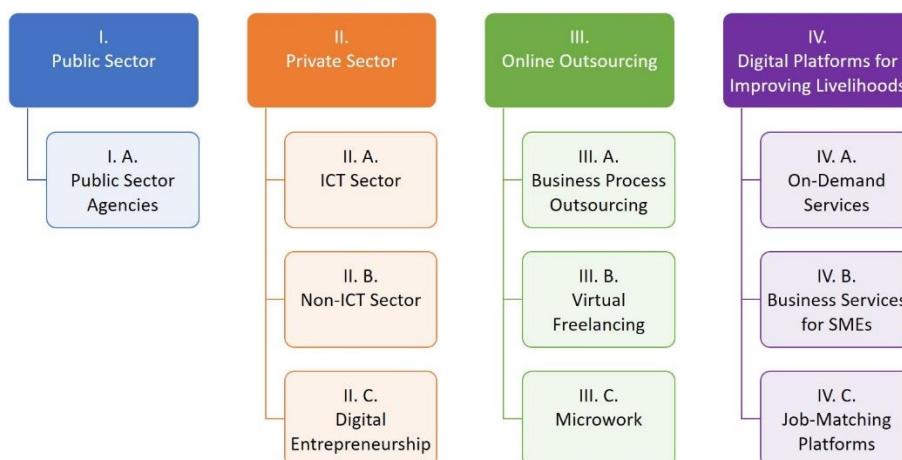 I.
Public Sector
I. A.
Public Sector
Agencies
II.
Private Sector
II. A.
ICT Sector
II. B.
Non-ICT Sector
II. C.
Digital
Entrepreneurship
III.
Online Outsourcing
III. A.
Business Process
Outsourcing
III. B.
Virtual
Freelancing
III. C.
Microwork
IV.
Digital Platforms for
Improving Livelihoods
IV. A.
On-Demand
Services
IV. B.
Business Services
for SMEs
IV. C.
Job-Matching
Platforms